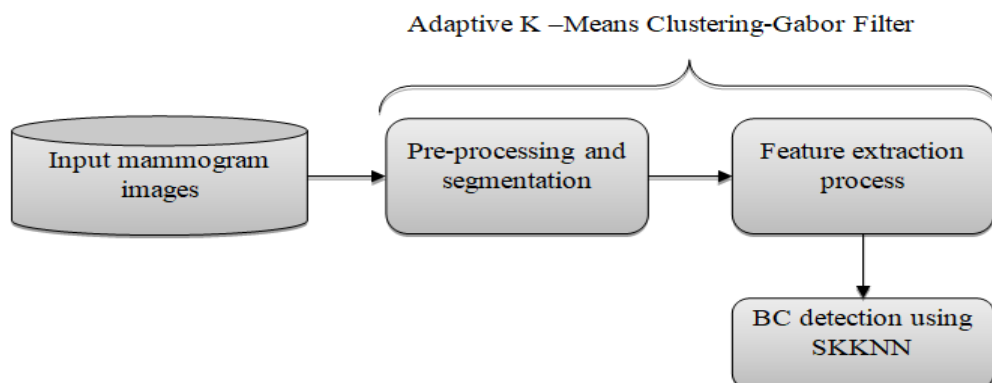 Adaptive K –Means Clustering-Gabor Filter
Input mammogram
images
Pre-processing and
segmentation
Feature extraction
process
BC detection using
SKKNN